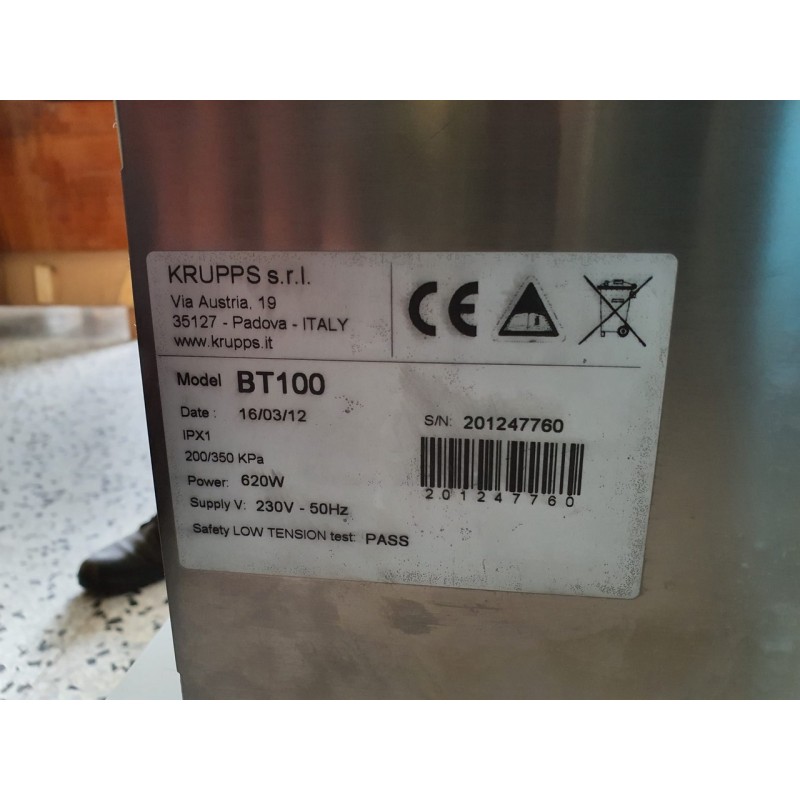 KRUPPS s.r.l.
Via Austria, 19
35127 - Padova - ITALY
www.krupps.it
CE
Model BT100
Date : 16/03/12
IPX1
200/350 KPa
Power: 620W
Supply V: 230V - 50Hz
Safety LOW TENSION test: PASS
S/N: 201247760
201247760